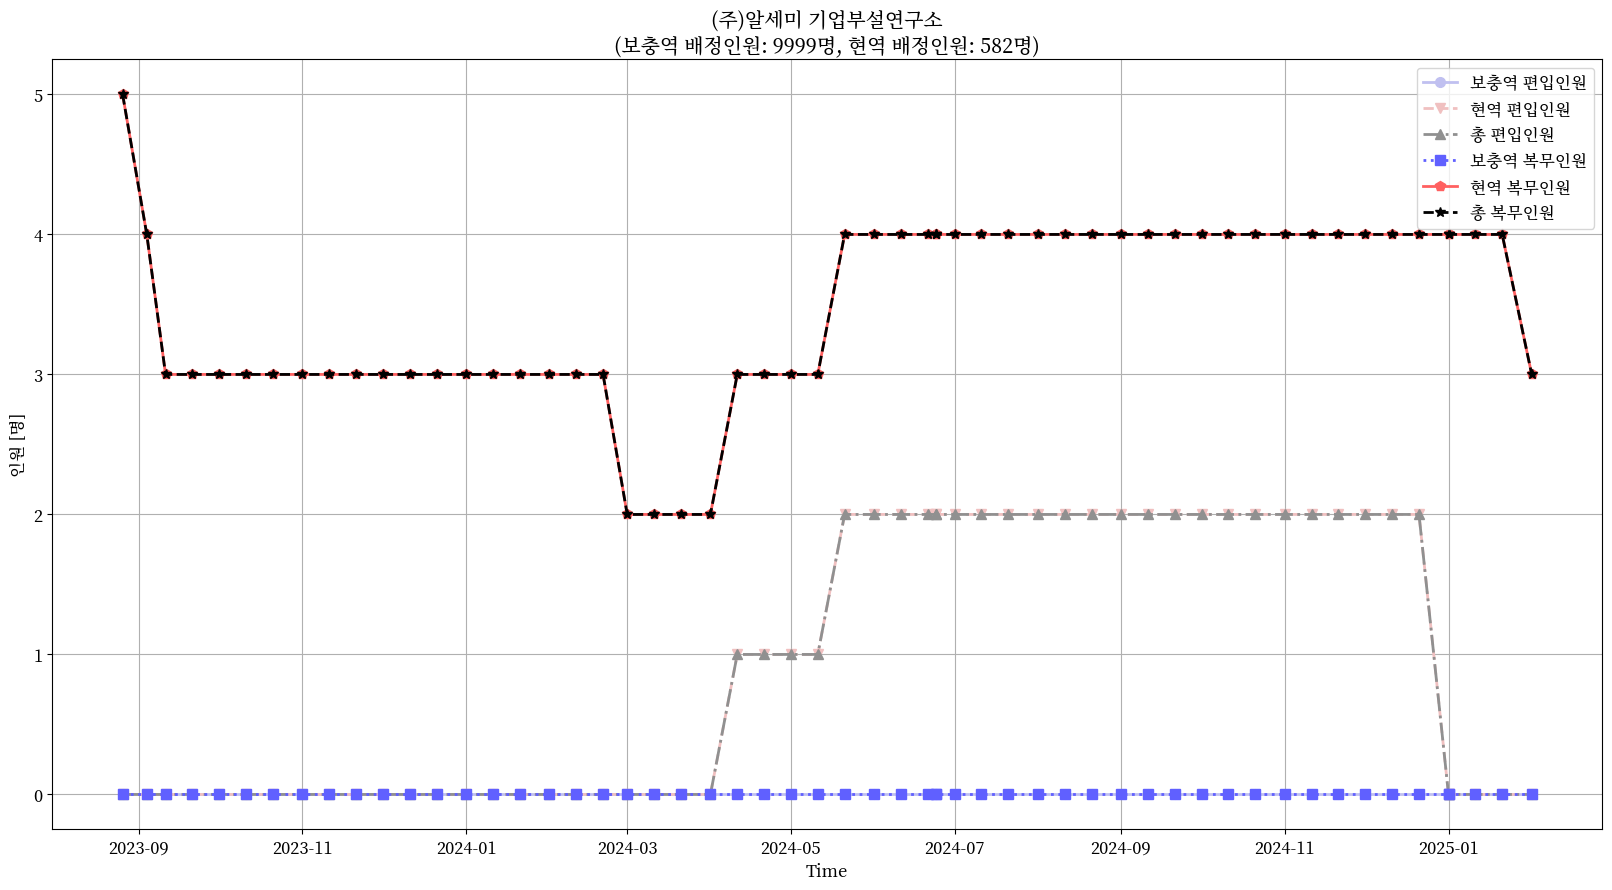 (주)알세미 기업부설연구소
(보충역 배정인원: 9999명, 현역 배정인원: 582명)
보충역 편입인원
현역 편입인원
총 편입인원
보충역 복무인원
현역 복무인원
총 복무인원
5
4
3
2
1
0
인원 [명]
2023-09
2023-11
2024-01
2024-03
2024-05
2024-07
2024-09
2024-11
2025-01
Time